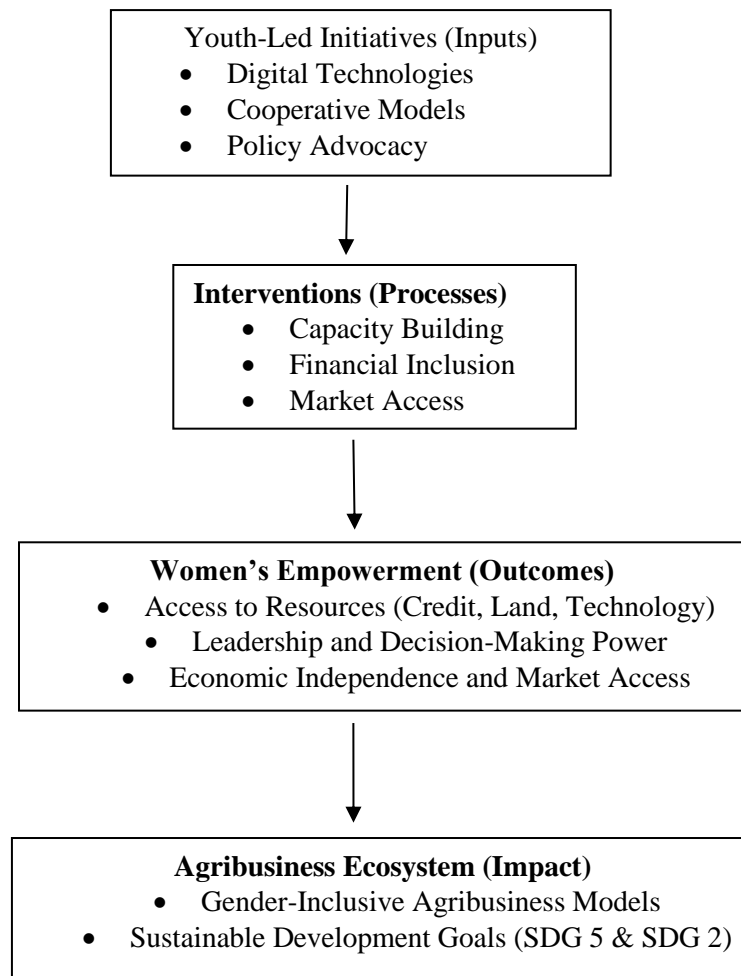 Youth-Led Initiatives (Inputs)
• Digital Technologies
• Cooperative Models
• Policy Advocacy
Interventions (Processes)
• Capacity Building
• Financial Inclusion
• Market Access
Women’s Empowerment (Outcomes)
• Access to Resources (Credit, Land, Technology)
• Leadership and Decision-Making Power
• Economic Independence and Market Access
Agribusiness Ecosystem (Impact)
• Gender-Inclusive Agribusiness Models
• Sustainable Development Goals (SDG 5 & SDG 2)